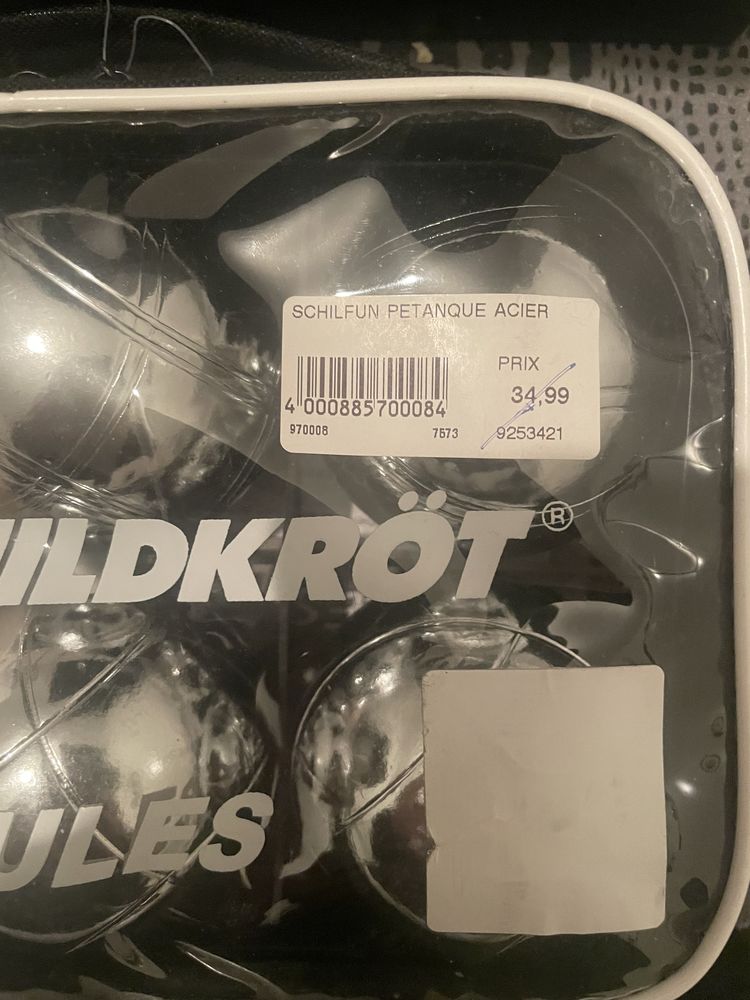 SCHILFUN PETANQUE ACIER
PRIX
34,99
4 000885 700084
970008 7573 9253421
ILDKRÖT®
ULES